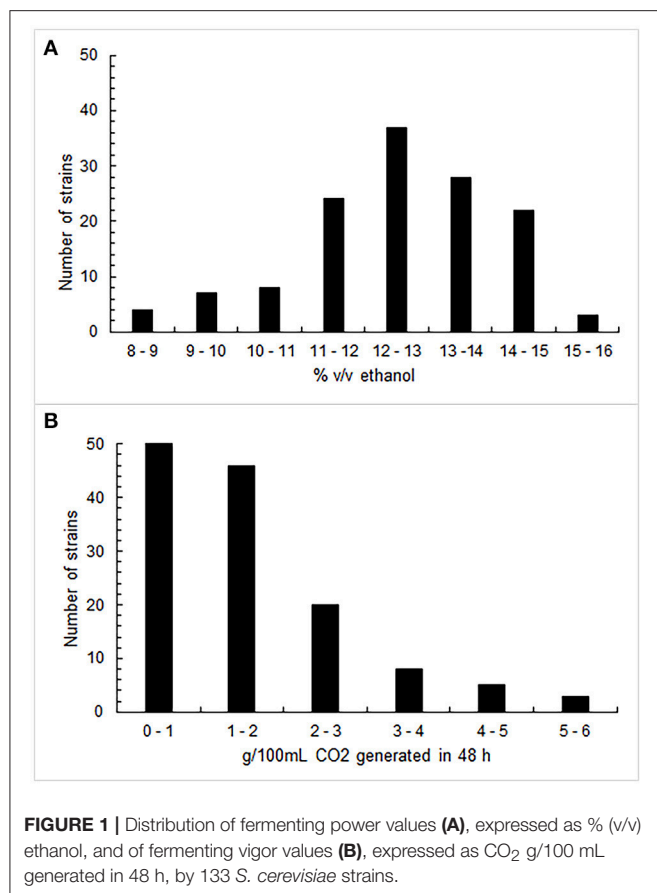 A
50
40
30
20
10
0
Number of strains
8 - 9 9 - 10 10 - 11 11 - 12 12 - 13 13 -14 14 - 15 15 - 16
% v/v ethanol
B
50
40
30
20
10
0
Number of strains
0 - 1 1 - 2 2 - 3 3 - 4 4 - 5 5 - 6
g/100mL CO2 generated in 48 h
FIGURE 1 | Distribution of fermenting power values (A), expressed as % (v/v)
ethanol, and of fermenting vigor values (B), expressed as CO₂ g/100 mL
generated in 48 h, by 133 S. cerevisiae strains.